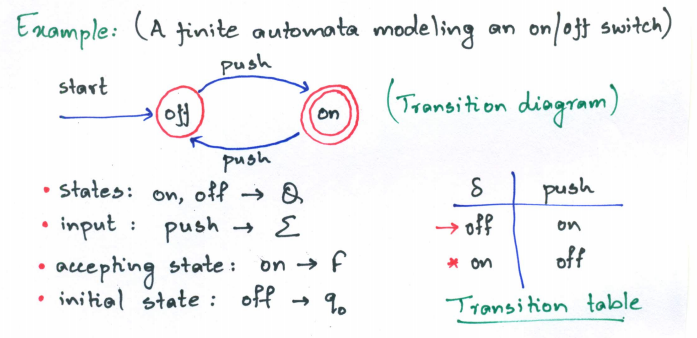 Example: (A finite automata modeling an on/off switch)
push
start
off
on
(Transition diagram)
push
• states: on, off → Q
• input : push → Σ
• accepting state: on → F
• initial state : off → q₀
δ push
→ off on
* on off
Transition table